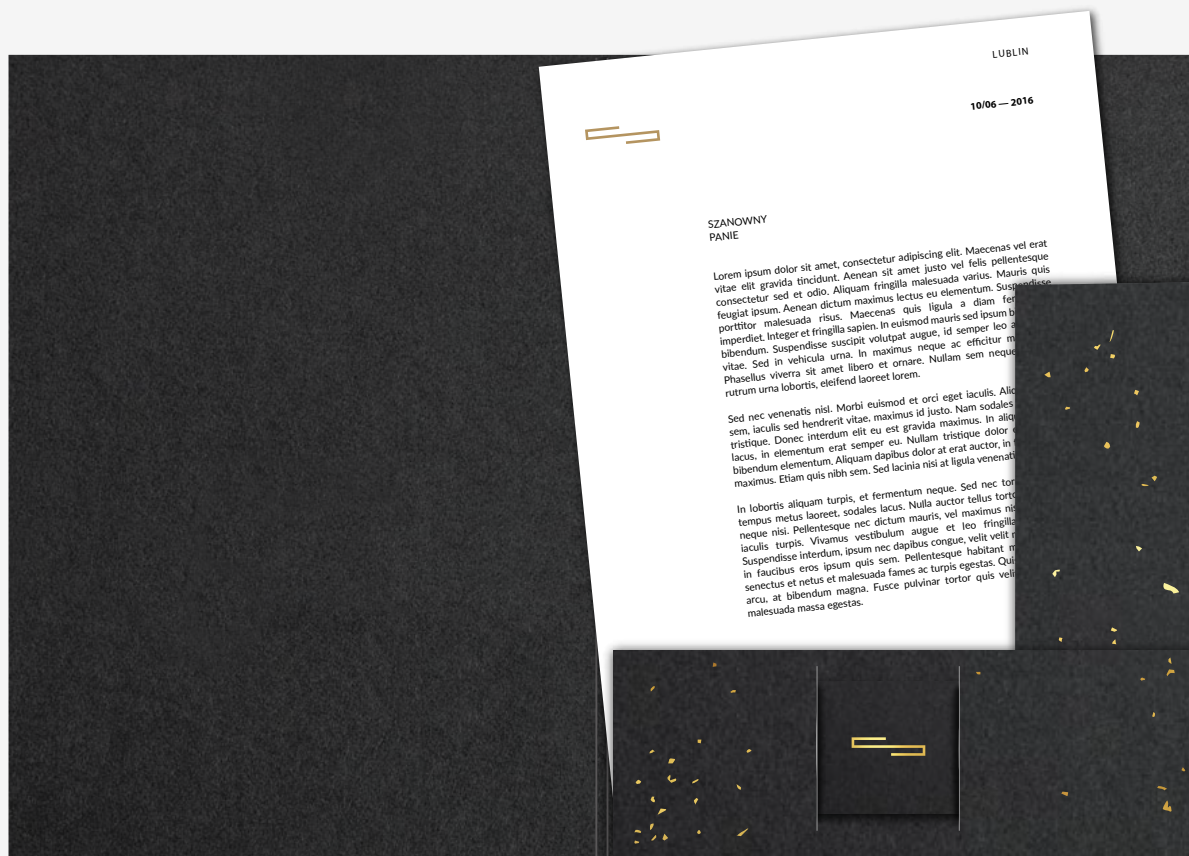 LUBLIN
10/06 — 2016
SZANOWNY
PANIE
Lorem ipsum dolor sit amet, consectetur adipiscing elit. Maecenas vel erat
vitae elit gravida tincidunt. Aenean sit amet justo vel felis pellentesque
consectetur sed et odio. Aliquam fringilla malesuada varius. Mauris quis
feugiat ipsum. Aenean dictum maximus lectus eu elementum. Suspendisse
porttitor malesuada risus. Maecenas quis ligula a diam
imperdiet. Integer et fringilla sapien. In euismod mauris sed ipsum
bibendum. Suspendisse suscipit volutpat augue, id semper leo
vitae. Sed in vehicula urna. In maximus neque ac efficitur
Phasellus viverra sit amet libero et ornare. Nullam sem neque
rutrum urna lobortis, eleifend laoreet lorem.
Sed nec venenatis nisl. Morbi euismod et orci eget iaculis.
sem, iaculis sed hendrerit vitae, maximus id justo. Nam sodales
tristique. Donec interdum elit eu est gravida maximus. In
lacus, in elementum erat semper eu. Nullam tristique dolor
bibendum elementum. Aliquam dapibus dolor at erat auctor, in
maximus. Etiam quis nibh sem. Sed lacinia nisi at ligula
In lobortis aliquam turpis, et fermentum neque. Sed nec
tempus metus laoreet, sodales lacus. Nulla auctor tellus
neque nisi. Pellentesque nec dictum mauris, vel maximus
iaculis turpis. Vivamus vestibulum augue et leo fringilla
Suspendisse interdum, ipsum nec dapibus congue, velit velit
in faucibus eros ipsum quis sem. Pellentesque habitant
senectus et netus et malesuada fames ac turpis egestas.
arcu, at bibendum magna. Fusce pulvinar tortor quis
malesuada massa egestas.